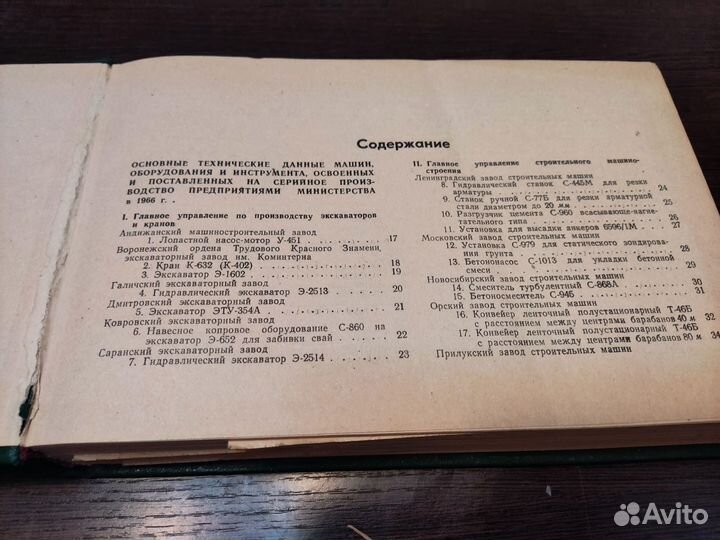 Содержание
ОСНОВНЫЕ ТЕХНИЧЕСКИЕ ДАННЫЕ МАШИН,
ОБОРУДОВАНИЯ И ИНСТРУМЕНТА, ОСВОЕННЫХ
И ПОСТАВЛЕННЫХ НА СЕРИЙНОЕ ПРОИЗ-
ВОДСТВО ПРЕДПРИЯТИЯМИ МИНИСТЕРСТВА
в 1966 г. .
I. Главное управление по производству экскаваторов
и кранов
Андижанский машиностроительный завод
1. Лопастной насос-мотор У-451 . . . . . . 17
Воронежский ордена Трудового Красного Знамени,
экскаваторный завод им. Коминтерна
2. Кран К-632 (К-402) . . . . . . 18
3. Экскаватор Э-1602 . . . . . . 19
Галичский экскаваторный завод
4. Гидравлический экскаватор Э-2513 . . . . 20
Дмитровский экскаваторный завод
5. Экскаватор ЭТУ-354А . . . . . . 21
Ковровский экскаваторный завод
6. Навесное копровое оборудование С-860 на
экскаватор Э-652 для забивки свай . . . . 22
Саранский экскаваторный завод
7. Гидравлический экскаватор Э-2514 . . . . 23
II. Главное управление строительного машино-
строения
Ленинградский завод строительных машин
8. Гидравлический станок С-445М для резки
арматуры . . . . . . 24
9. Станок ручной С-77Б для резки арматурной
стали диаметром до 20 мм . . . . . . 25
10. Разгрузчик цемента С-960 всасывающе-нагне-
тательного типа . . . . . . 26
11. Установка для высадки анкеров 6596/1М . . 27
Московский завод строительных машин
12. Установка С-979 для статического зондирова-
ния грунта . . . . . . 28
13. Бетононасос С-1013 для укладки бетонной
смеси . . . . . .
Новосибирский завод строительных машин
14. Смеситель турбулентный С-868А . . . . 30
15. Бетоносмеситель С-945 . . . . . . 31
Орский завод строительных машин
16. Конвейер ленточный полустационарный Т-46Б
с расстоянием между центрами барабанов 40 м 32
17. Конвейер ленточный полустационарный Т-46Б
с расстоянием между центрами барабанов 80 м 34
Прилукский завод строительных машин
Avito